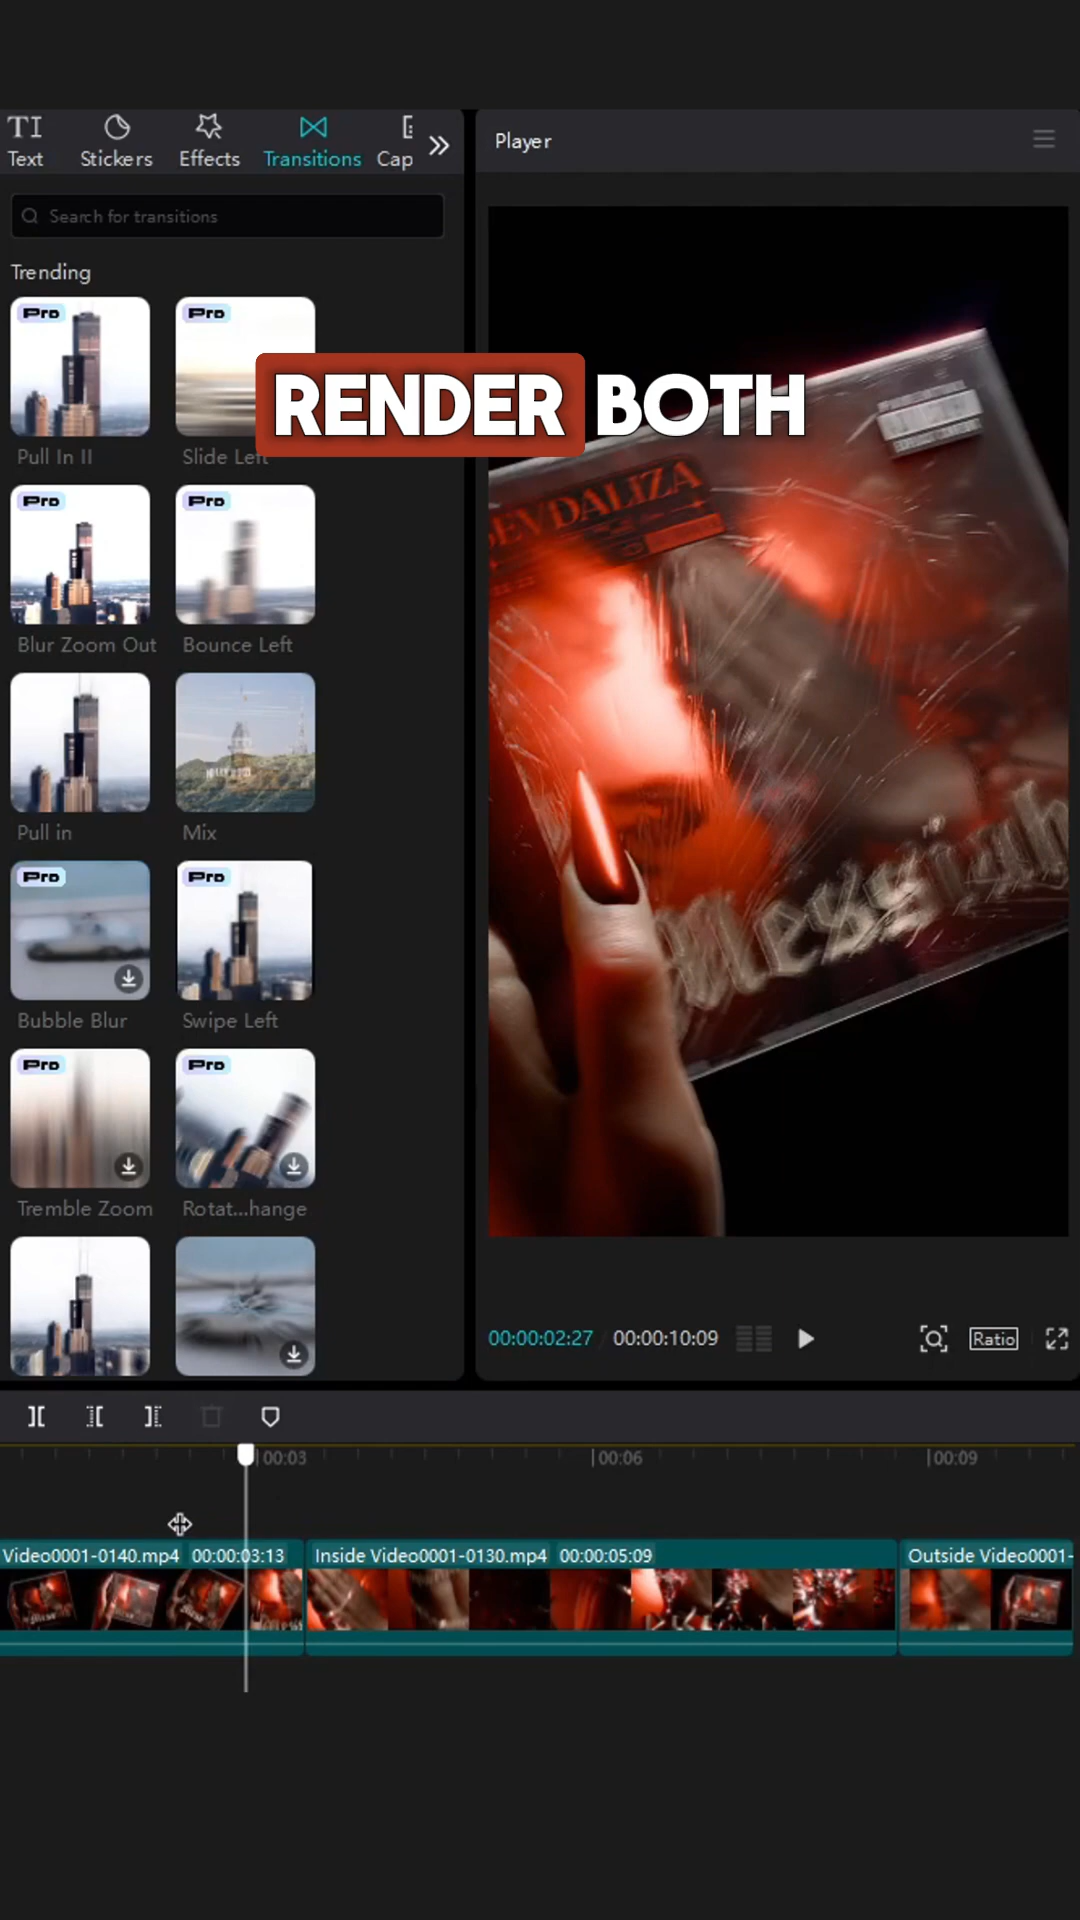 TI
Text
Stickers
Effects
Transitions
Cap
Player
Search for transitions
Trending
Pro
Pro
Pull In II
Slide Left
RENDER BOTH
Pro
Pro
Blur Zoom Out
Bounce Left
Pull in
Mix
Pro
Pro
Bubble Blur
Swipe Left
Pro
Pro
Tremble Zoom
Rotat...hange
SEVDALIZA
Messiah
00:00:02:27
00:00:10:09
Ratio
00:03
00:06
00:09
Video0001-0140.mp4 00:00:03:13
Inside Video0001-0130.mp4 00:00:05:09
Outside Video0001-